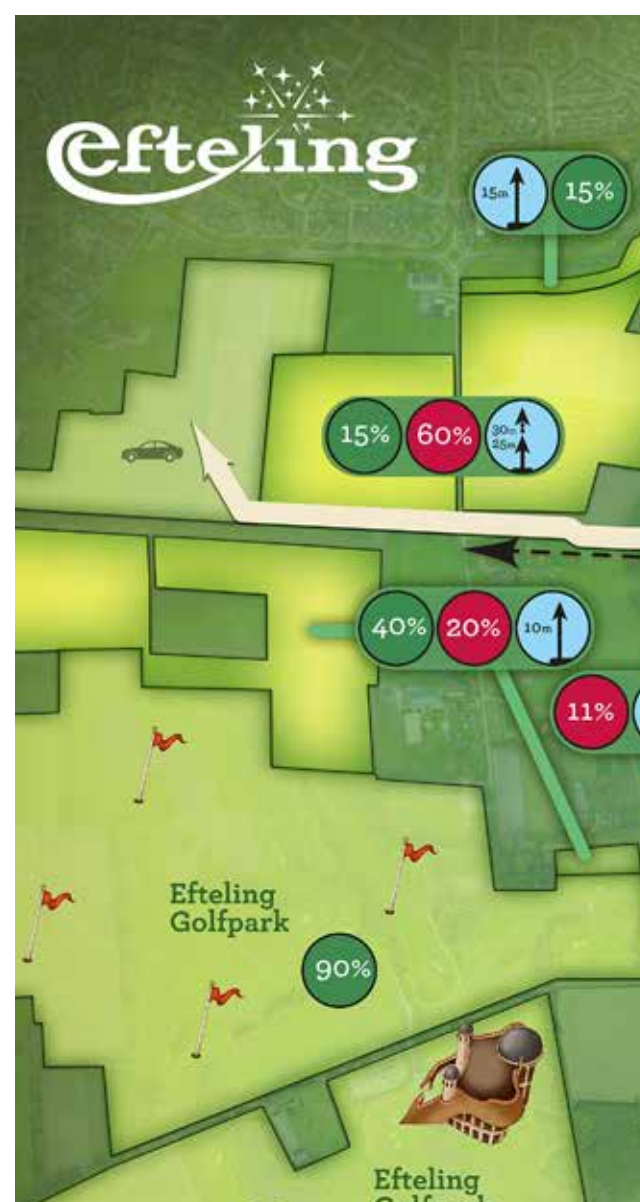 efteling
15m 15%
15% 60% 30m
25m
40% 20% 10m
11%
Efteling
Golfpark
90%
Efteling